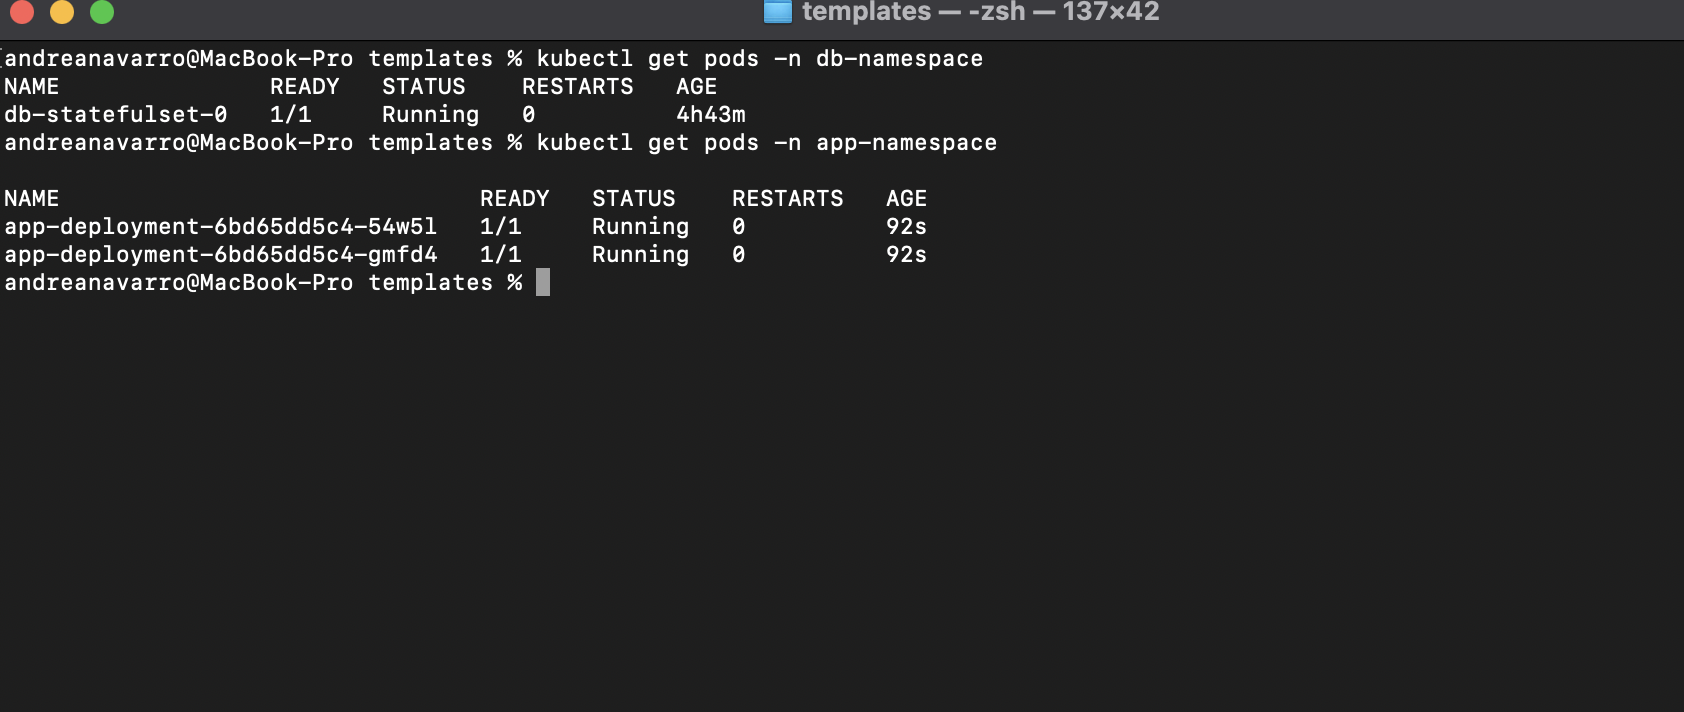 templates — -zsh — 137×42
[andreanavarro@MacBook-Pro templates % kubectl get pods -n db-namespace
NAME               READY   STATUS    RESTARTS   AGE
db-statefulset-0   1/1     Running   0          4h43m
andreanavarro@MacBook-Pro templates % kubectl get pods -n app-namespace
NAME                              READY   STATUS    RESTARTS   AGE
app-deployment-6bd65dd5c4-54w5l   1/1     Running   0          92s
app-deployment-6bd65dd5c4-gmfd4   1/1     Running   0          92s
andreanavarro@MacBook-Pro templates %